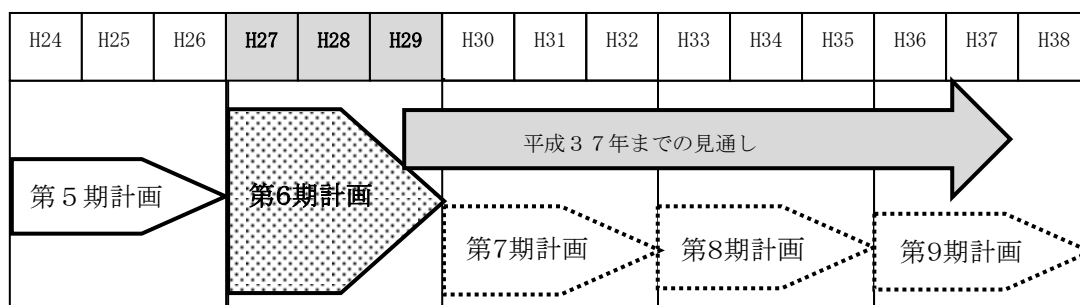 H24 H25 H26 H27 H28 H29 H30 H31 H32 H33 H34 H35 H36 H37 H38
平成３７年までの見通し
第５期計画
第6期計画
第7期計画
第8期計画
第9期計画